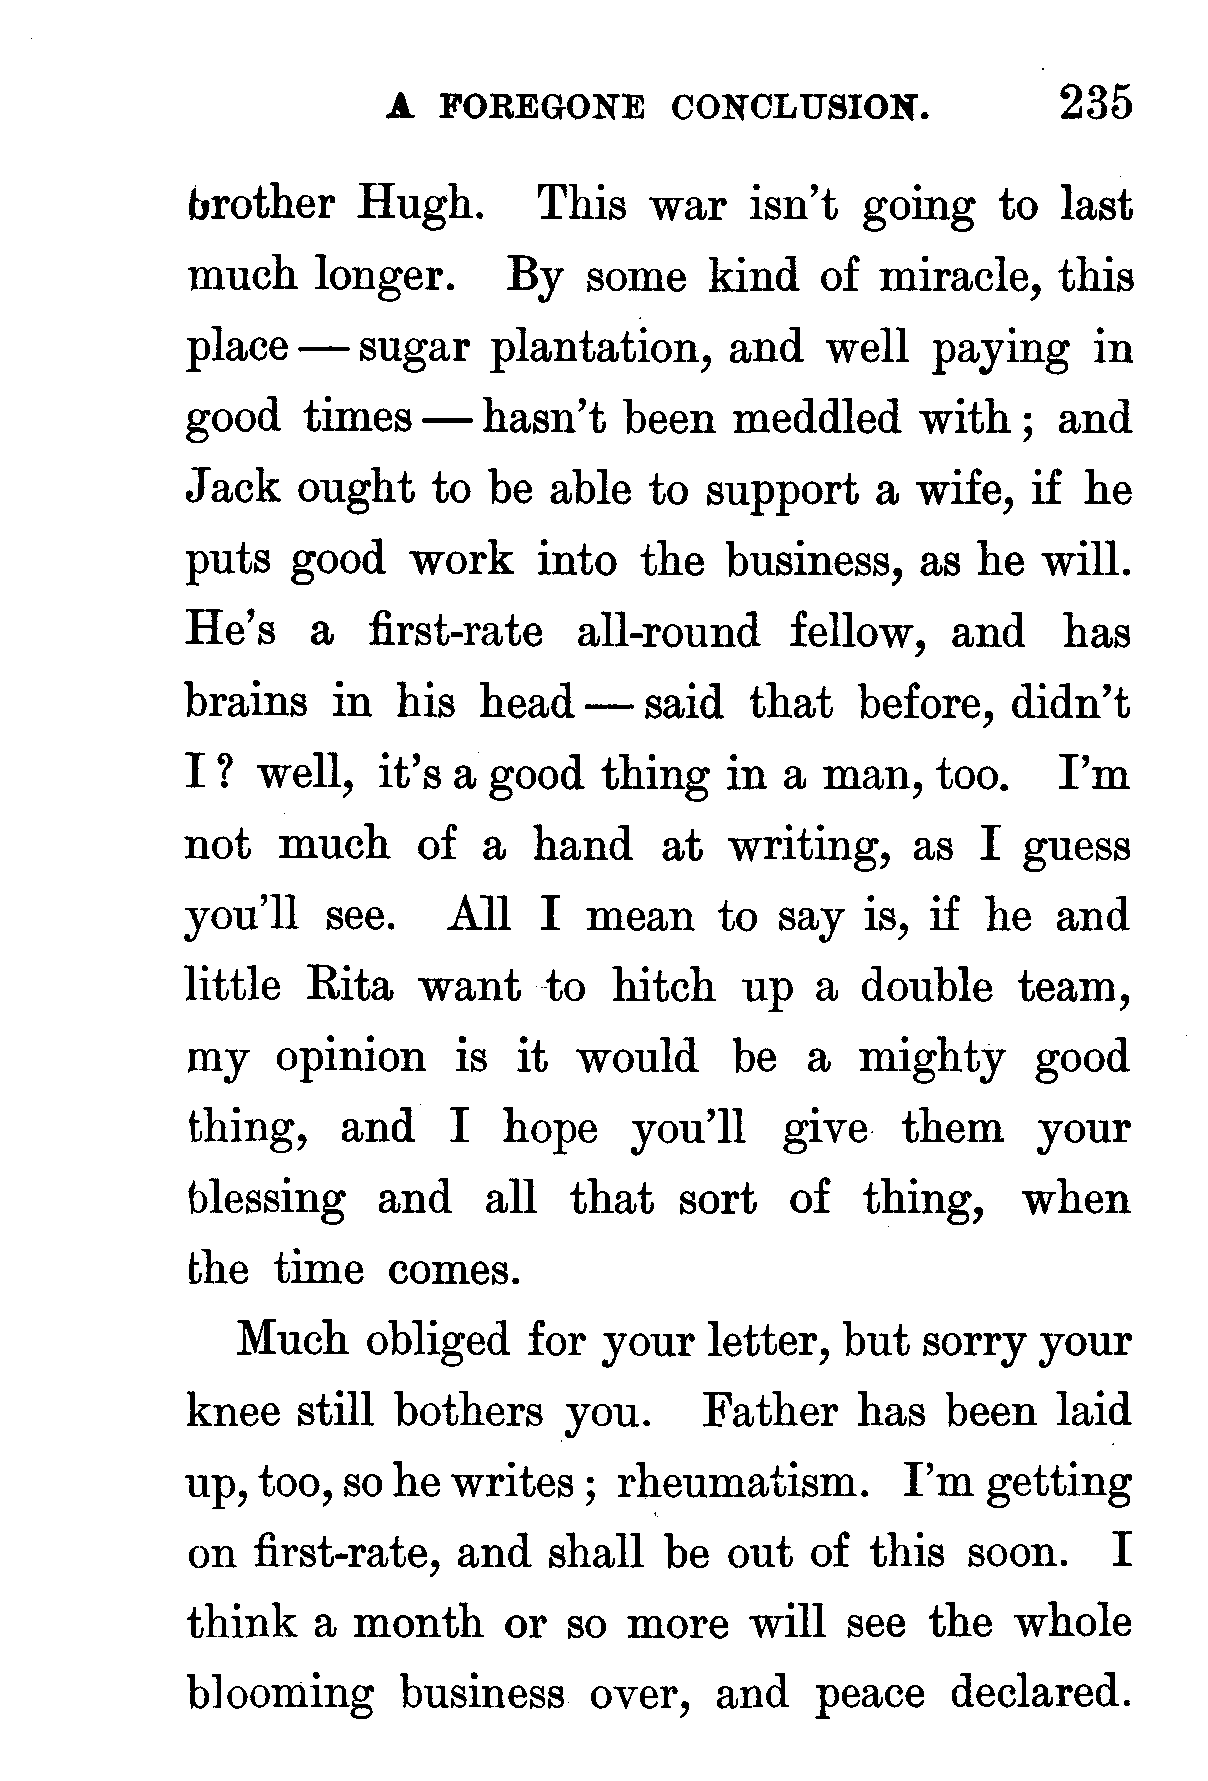 A FOREGONE CONCLUSION. 235
brother Hugh. This war isn't going to last
much longer. By some kind of miracle, this
place — sugar plantation, and well paying in
good times — hasn't been meddled with ; and
Jack ought to be able to support a wife, if he
puts good work into the business, as he will.
He's a first-rate all-round fellow, and has
brains in his head — said that before, didn't
I ? well, it's a good thing in a man, too. I'm
not much of a hand at writing, as I guess
you'll see. All I mean to say is, if he and
little Rita want to hitch up a double team,
my opinion is it would be a mighty good
thing, and I hope you'll give them your
blessing and all that sort of thing, when
the time comes.
Much obliged for your letter, but sorry your
knee still bothers you. Father has been laid
up, too, so he writes ; rheumatism. I'm getting
on first-rate, and shall be out of this soon. I
think a month or so more will see the whole
blooming business over, and peace declared.